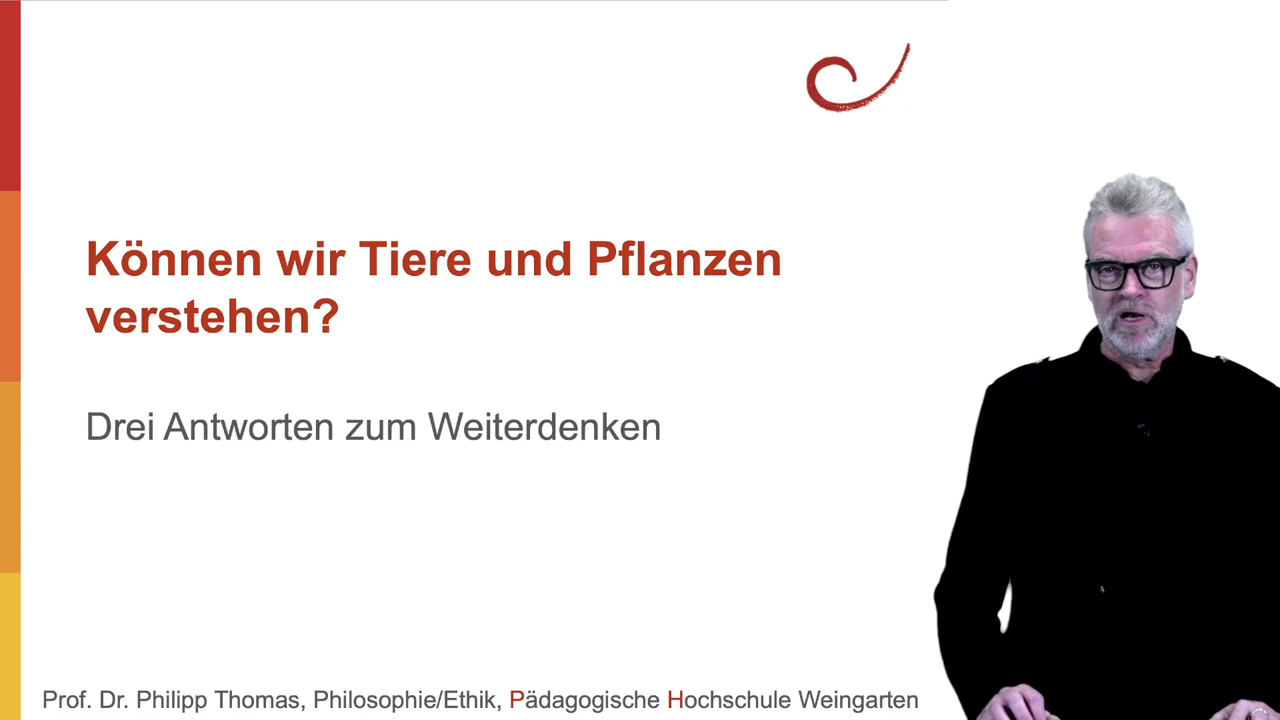 Können wir Tiere und Pflanzen
verstehen?
Drei Antworten zum Weiterdenken
Prof. Dr. Philipp Thomas, Philosophie/Ethik, Pädagogische Hochschule Weingarten